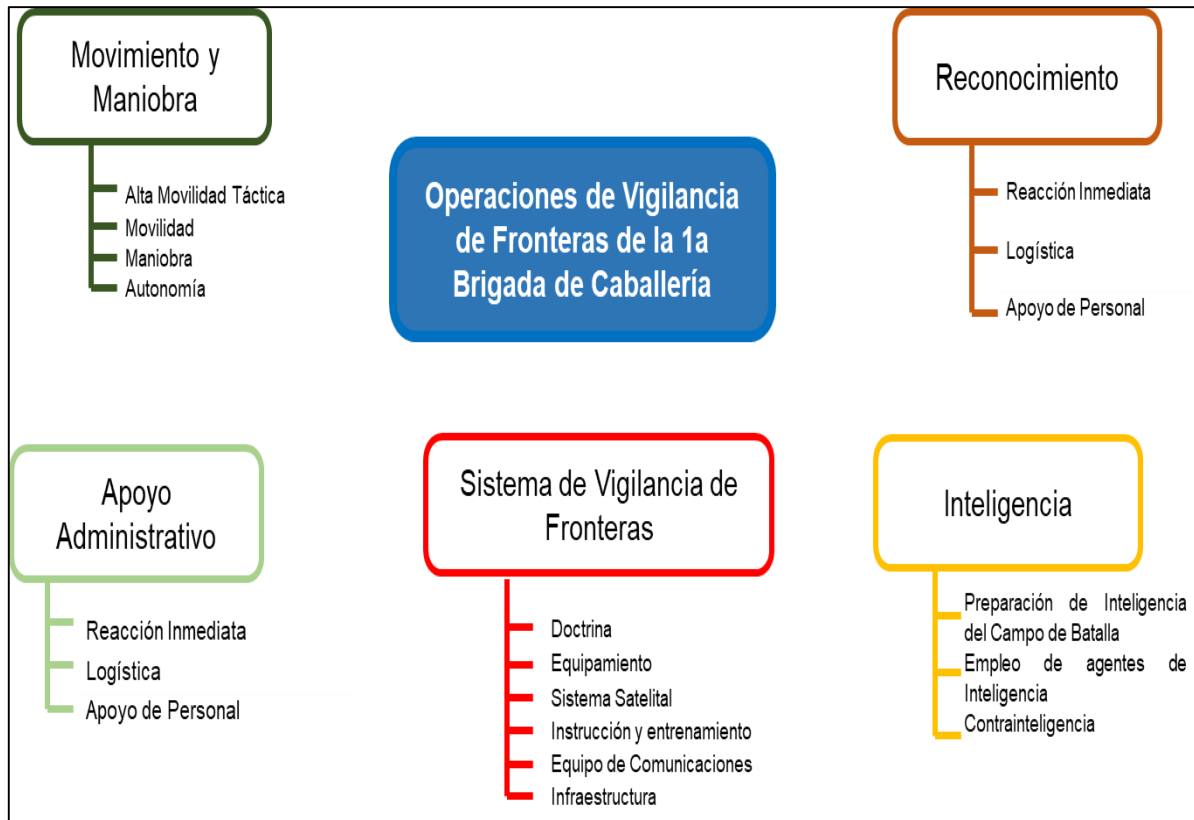 Movimiento y
Maniobra
Alta Movilidad Táctica
Movilidad
Maniobra
Autonomía
Operaciones de Vigilancia
de Fronteras de la 1a
Brigada de Caballería
Reconocimiento
Reacción Inmediata
Logística
Apoyo de Personal
Apoyo
Administrativo
Reacción Inmediata
Logística
Apoyo de Personal
Sistema de Vigilancia de
Fronteras
Doctrina
Equipamiento
Sistema Satelital
Instrucción y entrenamiento
Equipo de Comunicaciones
Infraestructura
Inteligencia
Preparación de Inteligencia
del Campo de Batalla
Empleo de agentes de
Inteligencia
Contrainteligencia